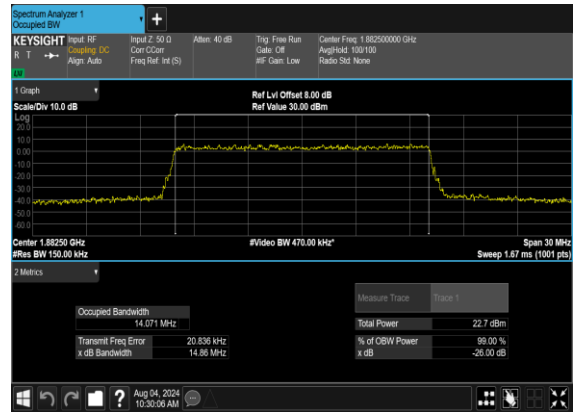 Spectrum Analyzer 1
Occupied BW
+
KEYSIGHT Input: RF Input Z: 50 Ω Atten: 40 dB Trig: Free Run Center Freq: 1.882500000 GHz
R T Coupling: DC Corr CCorr Gate: Off Avg|Hold: 100/100
Align: Auto Freq Ref: Int (S) #IF Gain: Low Radio Std: None
1 Graph
Ref Lvl Offset 8.00 dB
Scale/Div 10.0 dB Ref Value 30.00 dBm
Log
20.0
10.0
0.00
-10.0
-20.0
-30.0
-40.0
-50.0
-60.0
Center 1.88250 GHz #Video BW 470.00 kHz* Span 30 MHz
#Res BW 150.00 kHz Sweep 1.67 ms (1001 pts)
2 Metrics
Measure Trace Trace 1
Occupied Bandwidth
14.071 MHz Total Power 22.7 dBm
Transmit Freq Error 20.836 kHz % of OBW Power 99.00 %
x dB Bandwidth 14.86 MHz x dB -26.00 dB
? Aug 04, 2024
10:30:06 AM